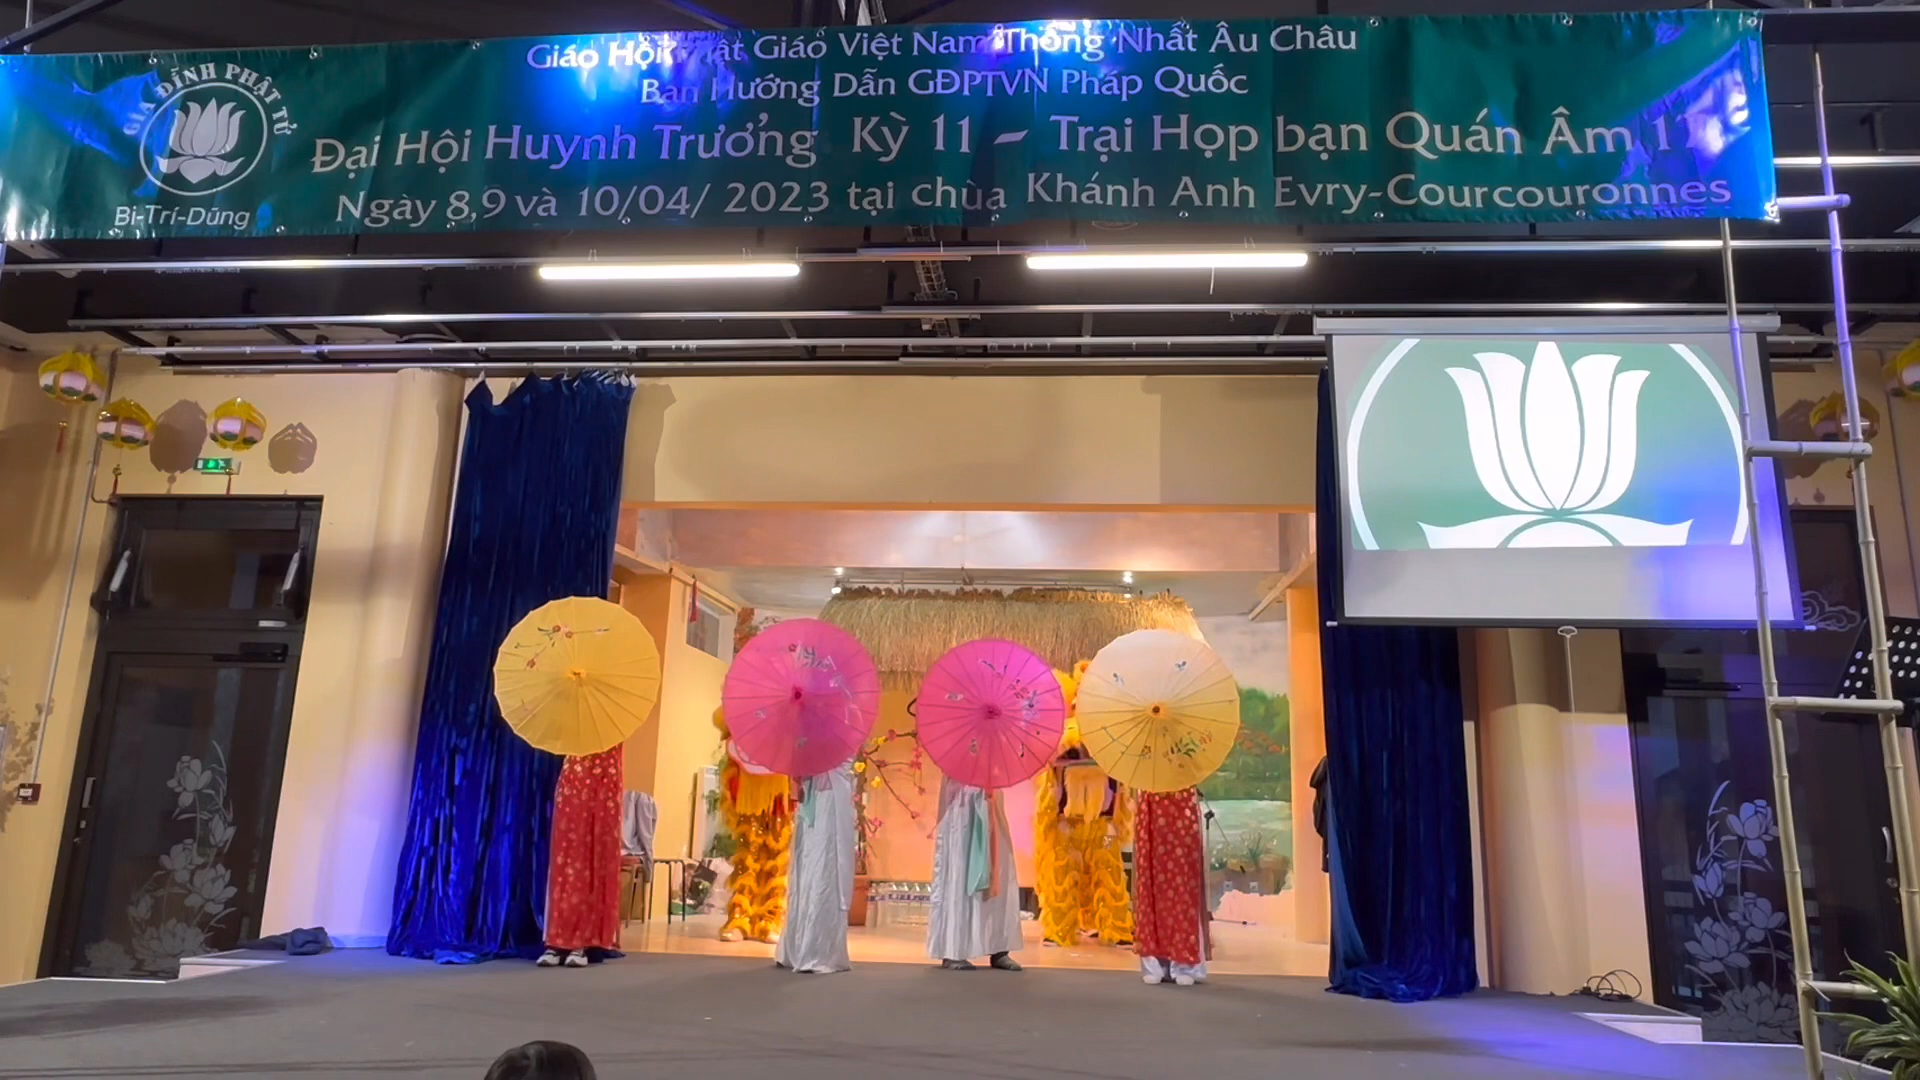 Giáo Hội Phật Giáo Việt Nam Thống Nhất Âu Châu
Ban Hướng Dẫn GĐPTVN Pháp Quốc
GIA ĐÌNH PHẬT TỬ
Đại Hội Huynh Trưởng Kỳ 11 - Trại Họp bạn Quán Âm 11
Ngày 8,9 và 10/04/ 2023 tại chùa Khánh Anh Evry-Courcouronnes
Bi-Trí-Dũng